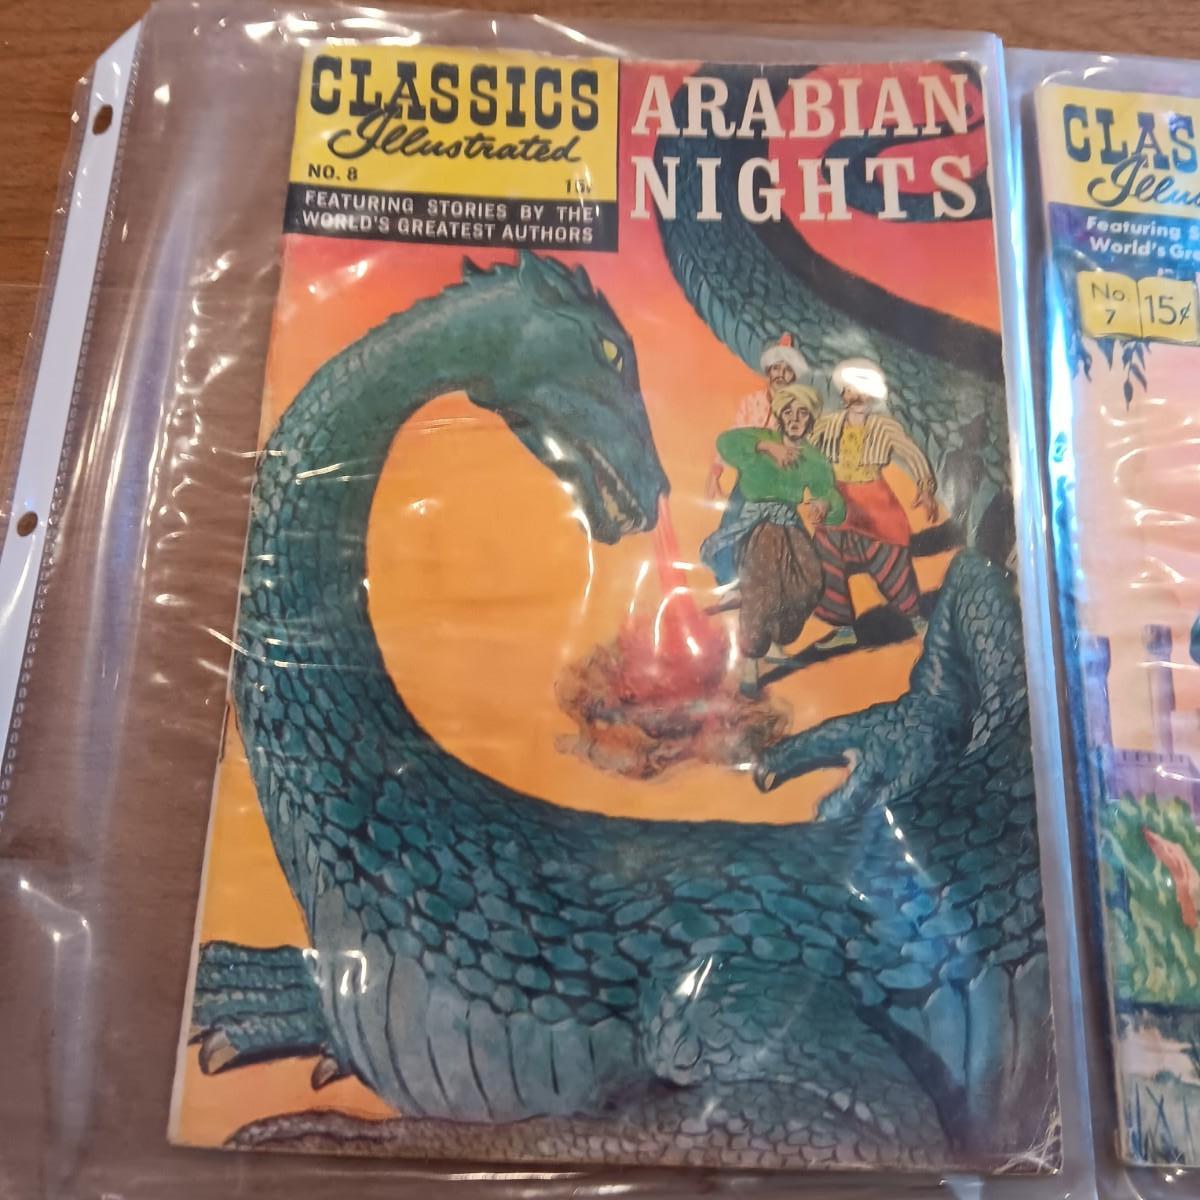 CLASSICS
Illustrated
NO. 8 15¢
FEATURING STORIES BY THE
WORLD'S GREATEST AUTHORS
ARABIAN
NIGHTS
CLAS
Illu
Featuring S
World's Gre
No. 7
15¢